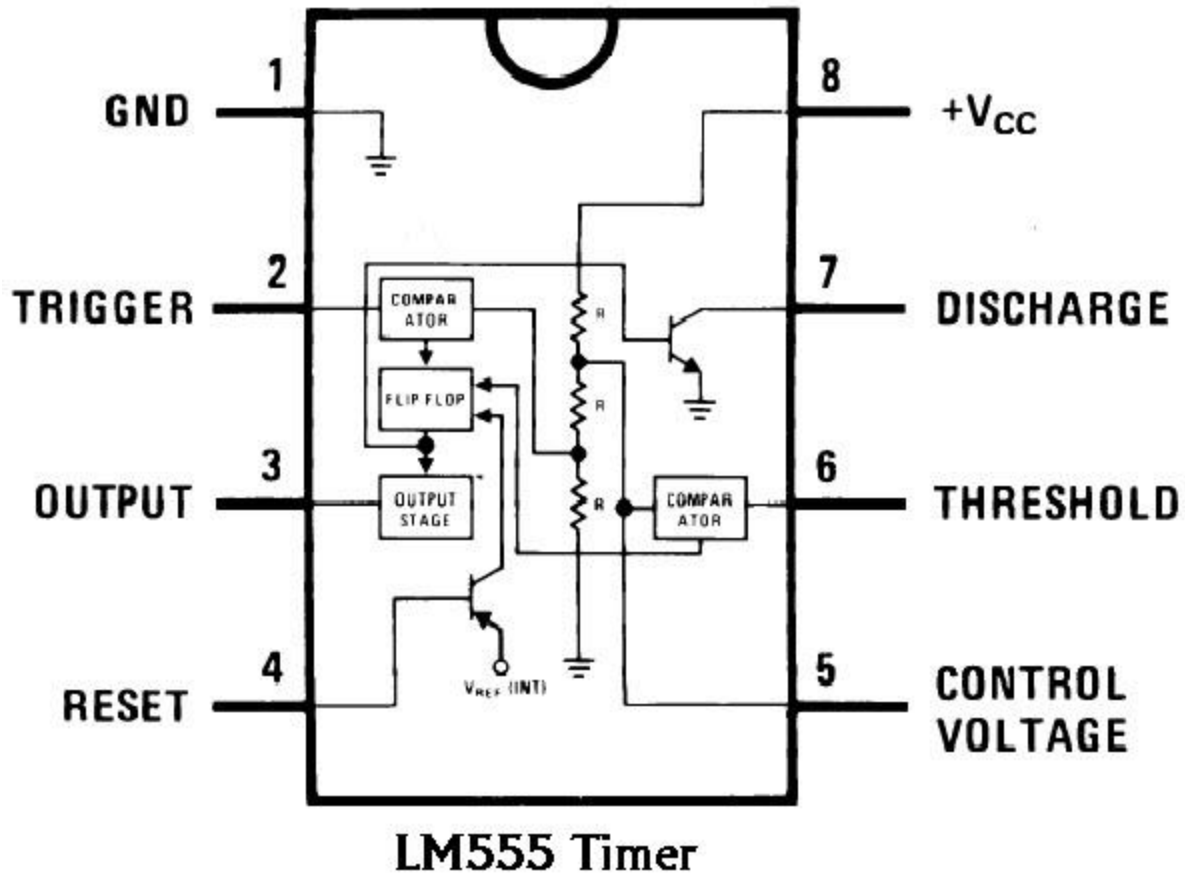 1
GND
8
+VCC
2
TRIGGER
7
DISCHARGE
COMPAR
ATOR
R
FLIP FLOP
R
3
OUTPUT
OUTPUT
STAGE
R
COMPAR
ATOR
6
THRESHOLD
4
RESET
VREF (INT)
5
CONTROL
VOLTAGE
LM555 Timer